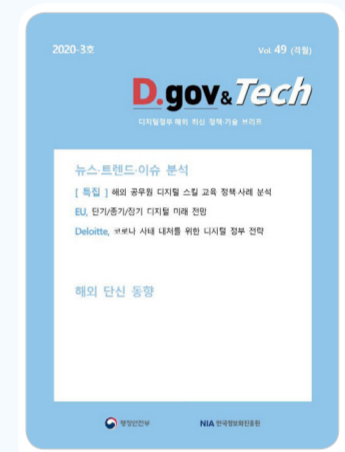 2020-3호
Vol. 49 (격월)
D.gov&Tech
디지털정부 해외 최신 정책·기술 브리프
뉴스·트렌드·이슈 분석
[ 특집 ] 해외 공무원 디지털 스킬 교육 정책·사례 분석
EU, 단기/중기/장기 디지털 미래 전망
Deloitte, 코로나 사태 대처를 위한 디지털 정부 전략
해외 단신 동향
행정안전부
NIA 한국정보화진흥원